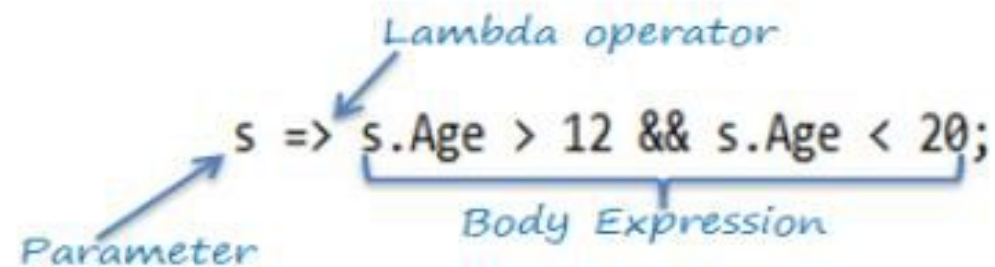 Lambda operator
s => s.Age > 12 && s.Age < 20;
Body Expression
Parameter